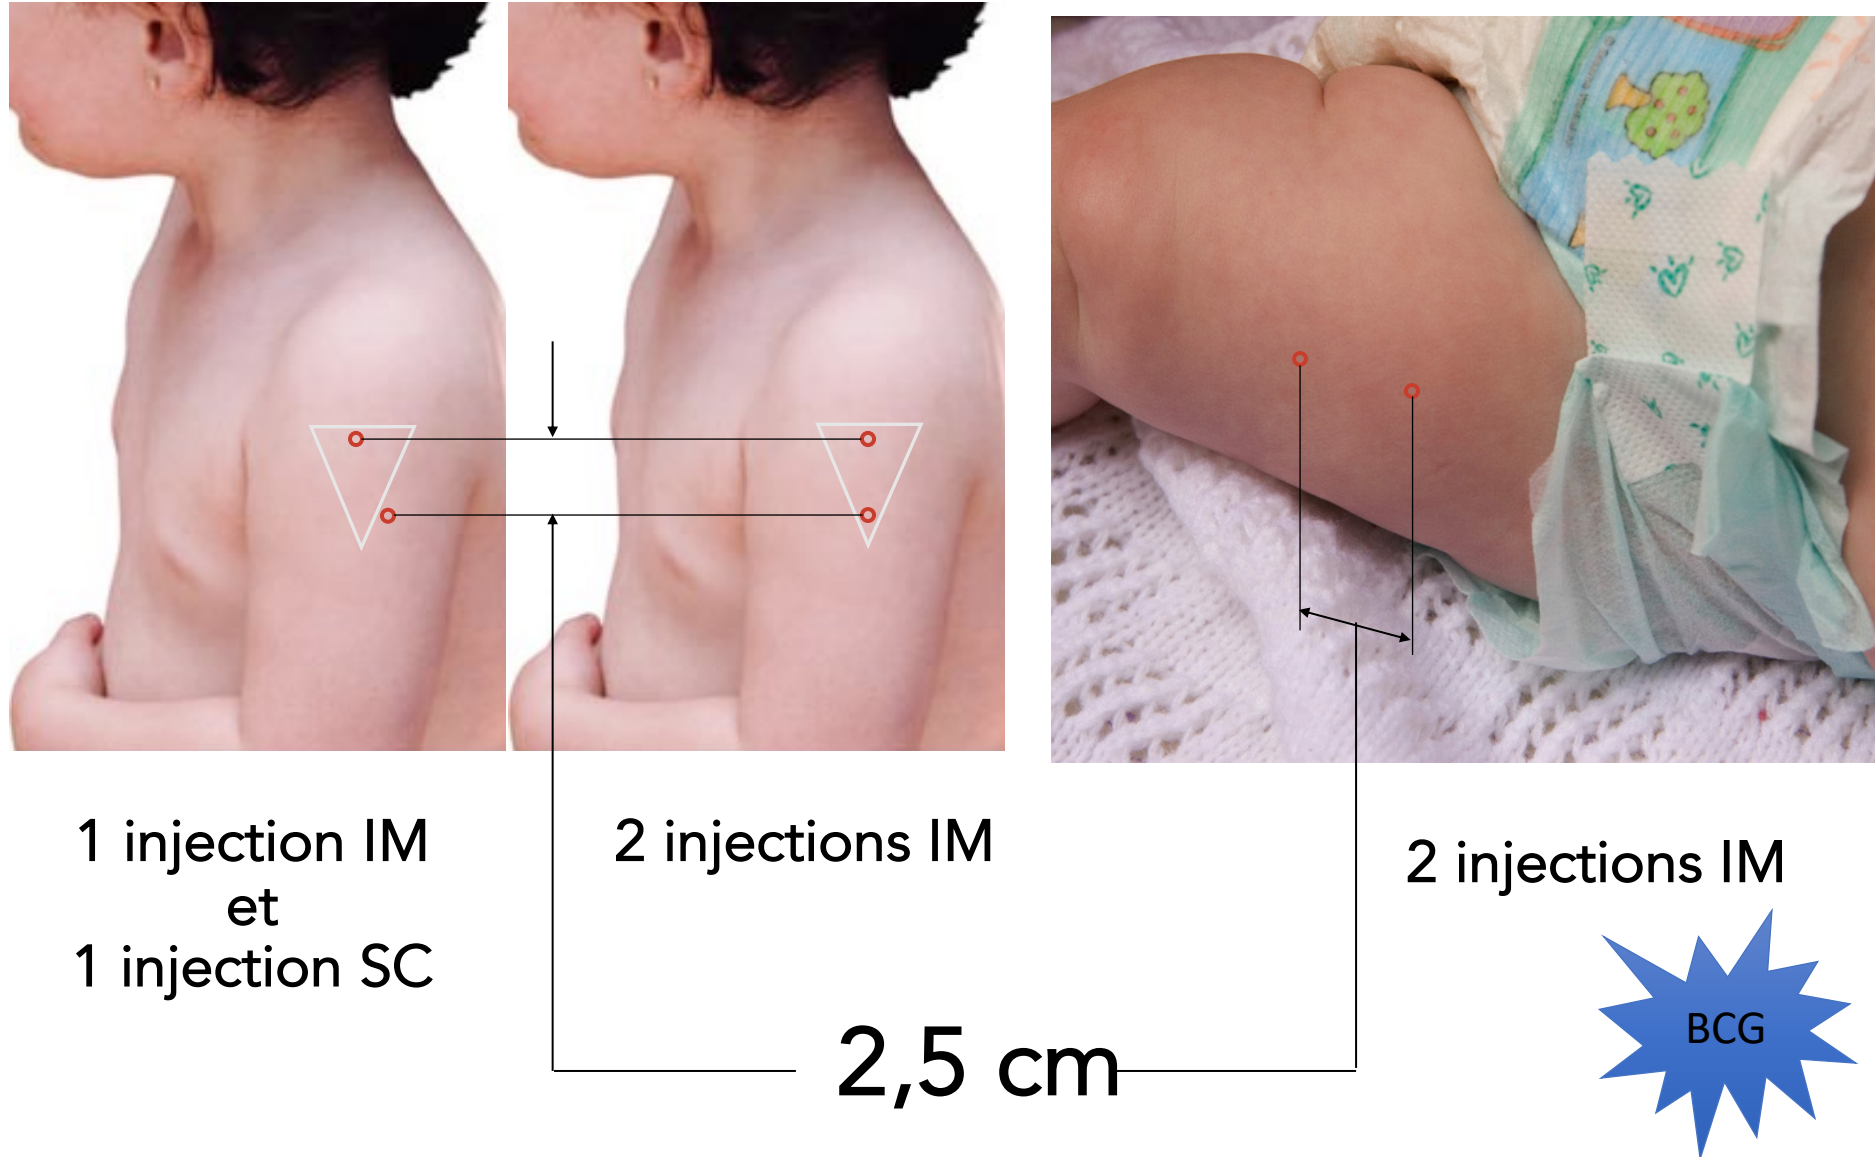 1 injection IM
et
1 injection SC
2 injections IM
2 injections IM
2,5 cm
BCG